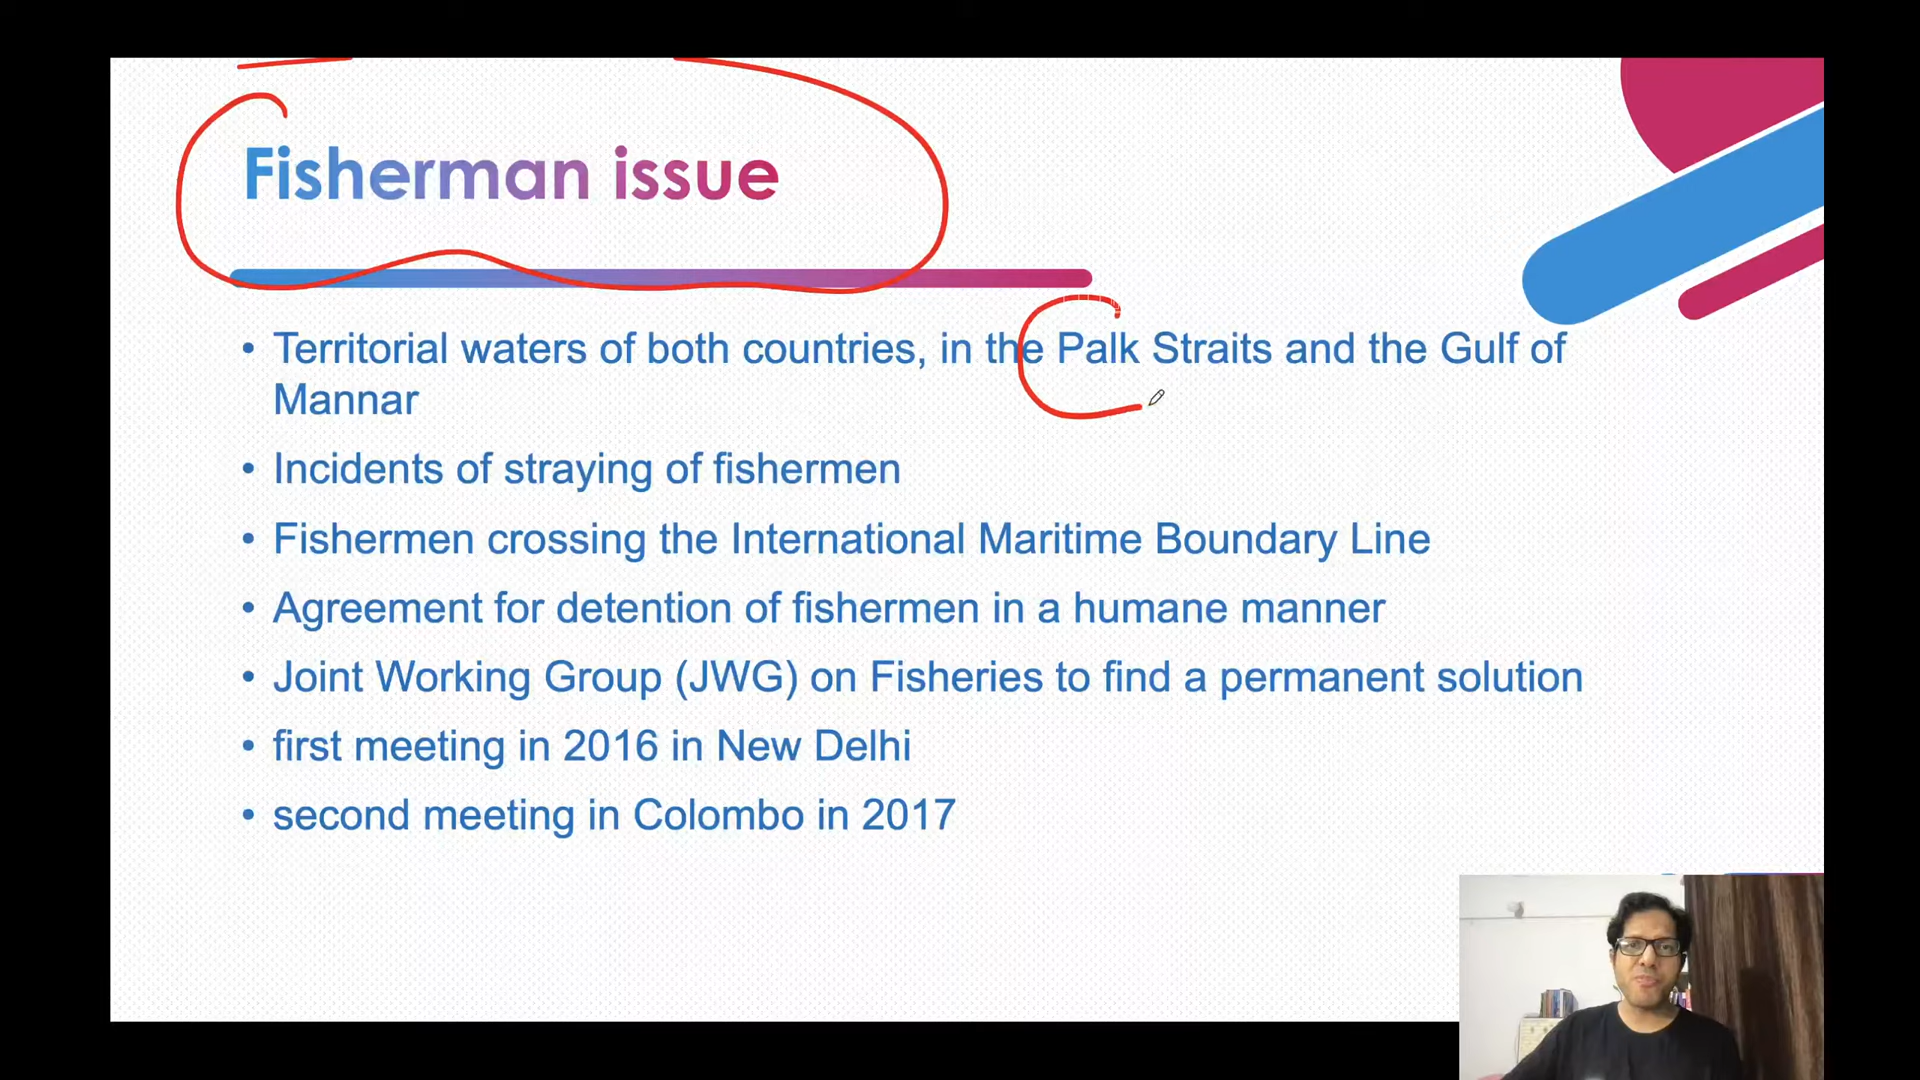 Fisherman issue
• Territorial waters of both countries, in the Palk Straits and the Gulf of
Mannar
• Incidents of straying of fishermen
• Fishermen crossing the International Maritime Boundary Line
• Agreement for detention of fishermen in a humane manner
• Joint Working Group (JWG) on Fisheries to find a permanent solution
• first meeting in 2016 in New Delhi
• second meeting in Colombo in 2017